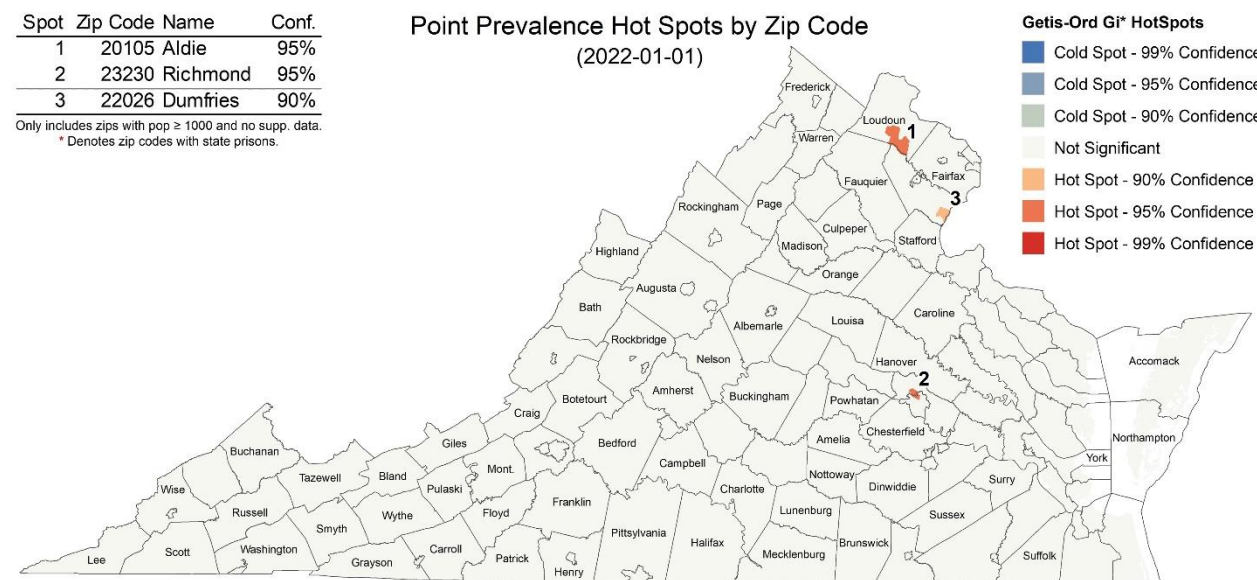 Point Prevalence Hot Spots by Zip Code
(2022-01-01)
Spot Zip Code Name Conf.
1 20105 Aldie 95%
2 23230 Richmond 95%
3 22026 Dumfries 90%
Only includes zips with pop ≥ 1000 and no supp. data.
* Denotes zip codes with state prisons.
Getis-Ord Gi* HotSpots
Cold Spot - 99% Confidence
Cold Spot - 95% Confidence
Cold Spot - 90% Confidence
Not Significant
Hot Spot - 90% Confidence
Hot Spot - 95% Confidence
Hot Spot - 99% Confidence
Frederick
Loudoun
1
Warren
Fairfax
Fauquier
3
Page
Rockingham
Culpeper
Stafford
Madison
Highland
Orange
Augusta
Bath
Caroline
Louisa
Albemarle
Rockbridge
Nelson
Hanover
Accomack
2
Amherst
Buckingham
Powhatan
Botetourt
Craig
Chesterfield
Amelia
Northampton
Giles
Bedford
Buchanan
York
Campbell
Mont.
Tazewell
Bland
Nottoway
Surry
Pulaski
Charlotte
Dinwiddie
Wise
Franklin
Lunenburg
Russell
Wythe
Floyd
Sussex
Smyth
Pittsylvania
Halifax
Brunswick
Washington
Carroll
Scott
Mecklenburg
Suffolk
Lee
Grayson
Patrick
Henry